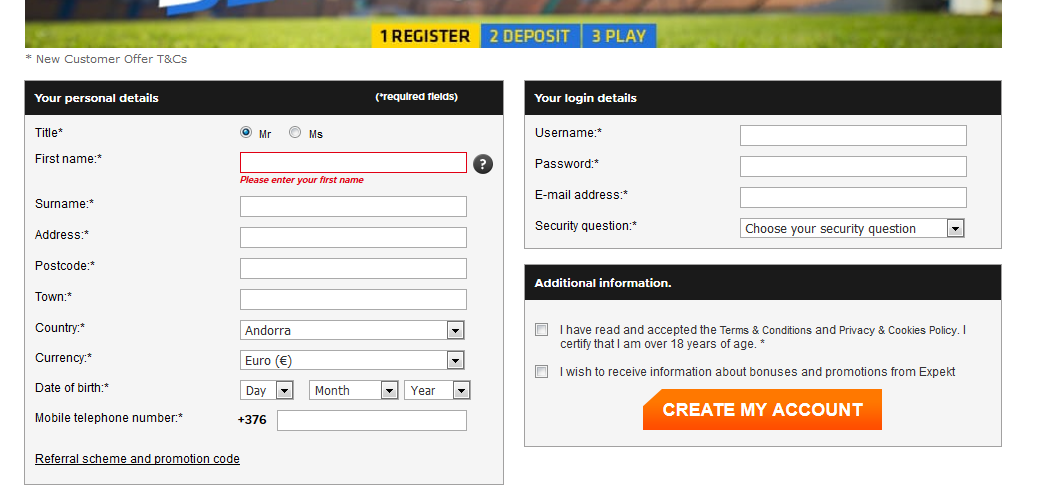 1 REGISTER 2 DEPOSIT 3 PLAY
* New Customer Offer T&Cs
Your personal details (*required fields)
Title* Mr Ms
First name:* ?
Please enter your first name
Surname:*
Address:*
Postcode:*
Town:*
Country:* Andorra
Currency:* Euro (€)
Date of birth:* Day Month Year
Mobile telephone number:* +376
Referral scheme and promotion code
Your login details
Username:*
Password:*
E-mail address:*
Security question:* Choose your security question
Additional information.
I have read and accepted the Terms & Conditions and Privacy & Cookies Policy. I
certify that I am over 18 years of age. *
I wish to receive information about bonuses and promotions from Expekt
CREATE MY ACCOUNT